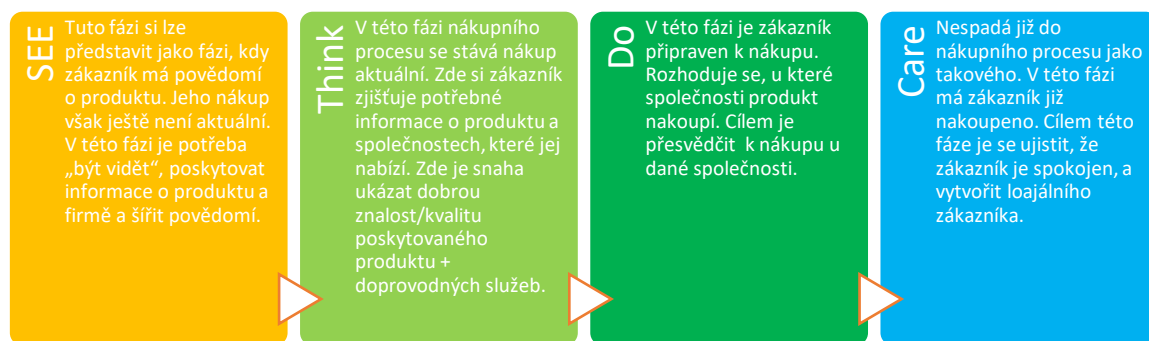 SEE
Tuto fázi si lze
představit jako fázi, kdy
zákazník má povědomí
o produktu. Jeho nákup
však ještě není aktuální.
V této fázi je potřeba
„být vidět“, poskytovat
informace o produktu a
firmě a šířit povědomí.
Think
V této fázi nákupního
procesu se stává nákup
aktuální. Zde si zákazník
zjišťuje potřebné
informace o produktu a
společnostech, které jej
nabízí. Zde je snaha
ukázat dobrou
znalost/kvalitu
poskytovaného
produktu +
doprovodných služeb.
Do
V této fázi je zákazník
připraven k nákupu.
Rozhoduje se, u které
společnosti produkt
nakoupí. Cílem je
přesvědčit k nákupu u
dané společnosti.
Care
Nespadá již do
nákupního procesu jako
takového. V této fázi
má zákazník již
nakoupeno. Cílem této
fáze je se ujistit, že
zákazník je spokojen, a
vytvořit loajálního
zákazníka.